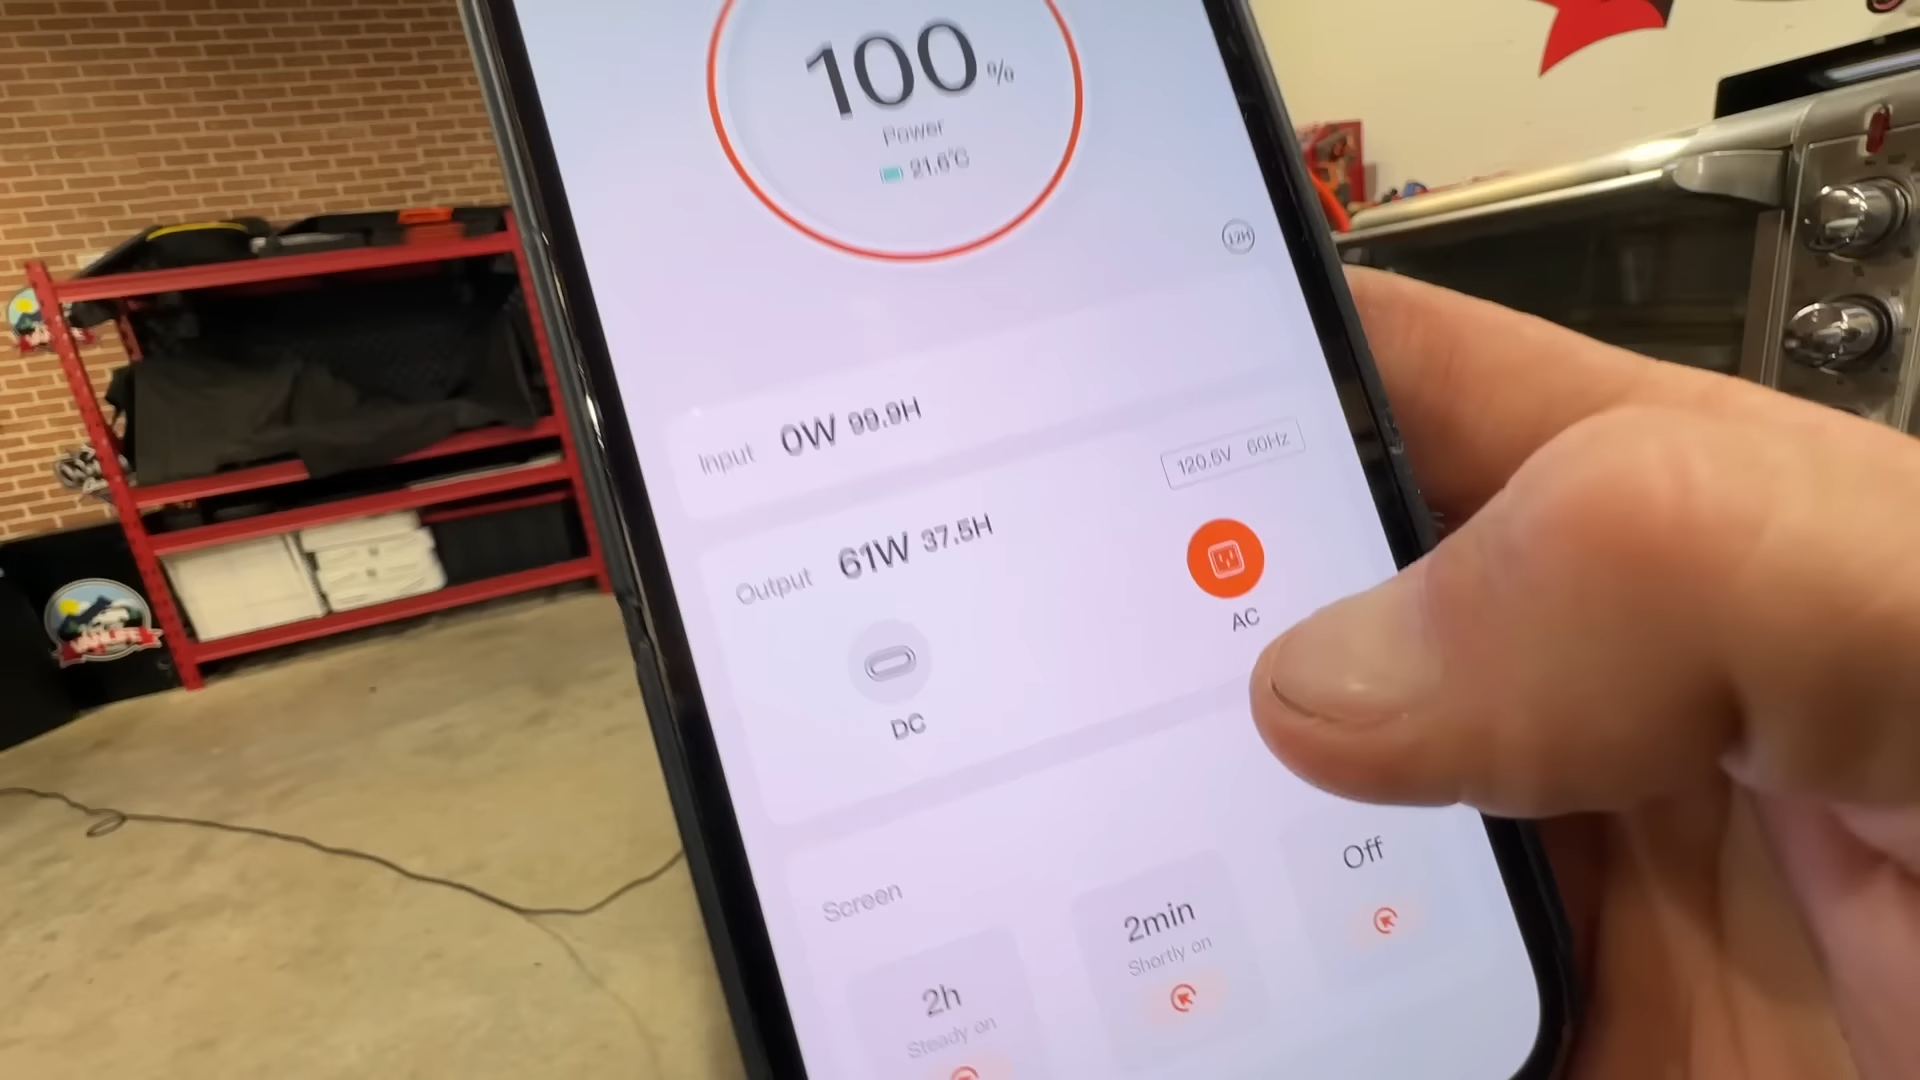 100%
Power
21.6°C
12H
Input 0W 99.9H
120.5V 60Hz
Output 61W 37.5H
AC
DC
Screen
Off
2min
Shortly on
2h
Steady on
VANLIFE